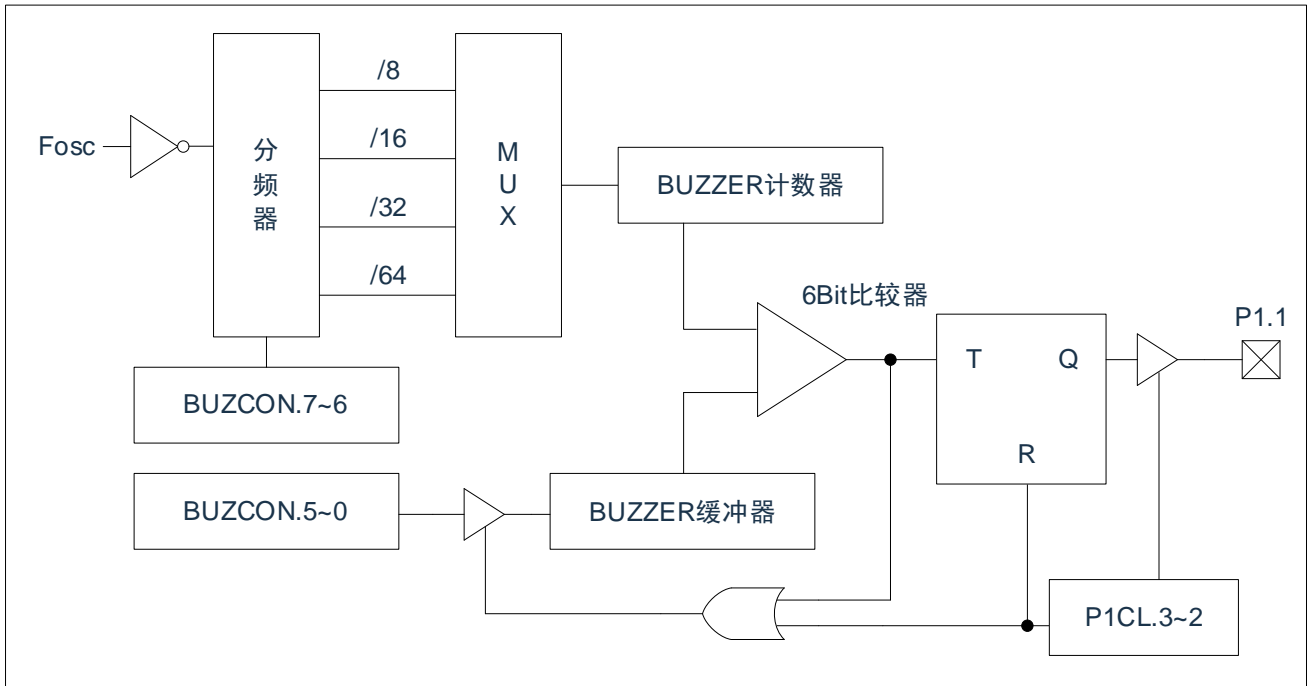 /8
Fosc
分频器
/16
/32
/64
MUX
BUZZER计数器
6Bit比较器
P1.1
T
Q
R
BUZCON.7~6
BUZCON.5~0
BUZZER缓冲器
P1CL.3~2